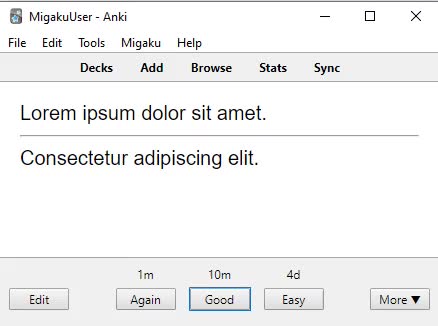 MigakuUser - Anki
File Edit Tools Migaku Help
Decks Add Browse Stats Sync
Lorem ipsum dolor sit amet.
Consectetur adipiscing elit.
1m 10m 4d
Edit Again Good Easy More ▼